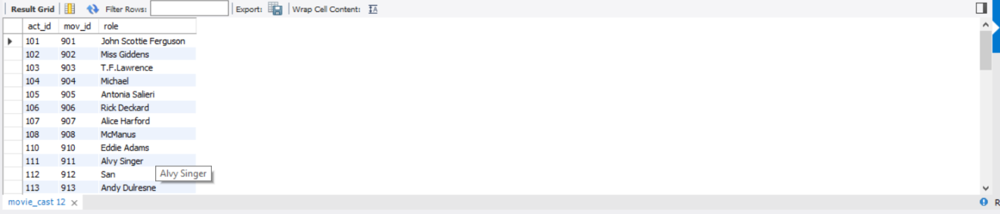 Result Grid Filter Rows: Export: Wrap Cell Content:
act_id mov_id role
101 901 John Scottie Ferguson
102 902 Miss Giddens
103 903 T.F.Lawrence
104 904 Michael
105 905 Antonia Salieri
106 906 Rick Deckard
107 907 Alice Harford
108 908 McManus
110 910 Eddie Adams
111 911 Alvy Singer
112 912 San
Alvy Singer
113 913 Andy Dulresne
movie_cast 12
R